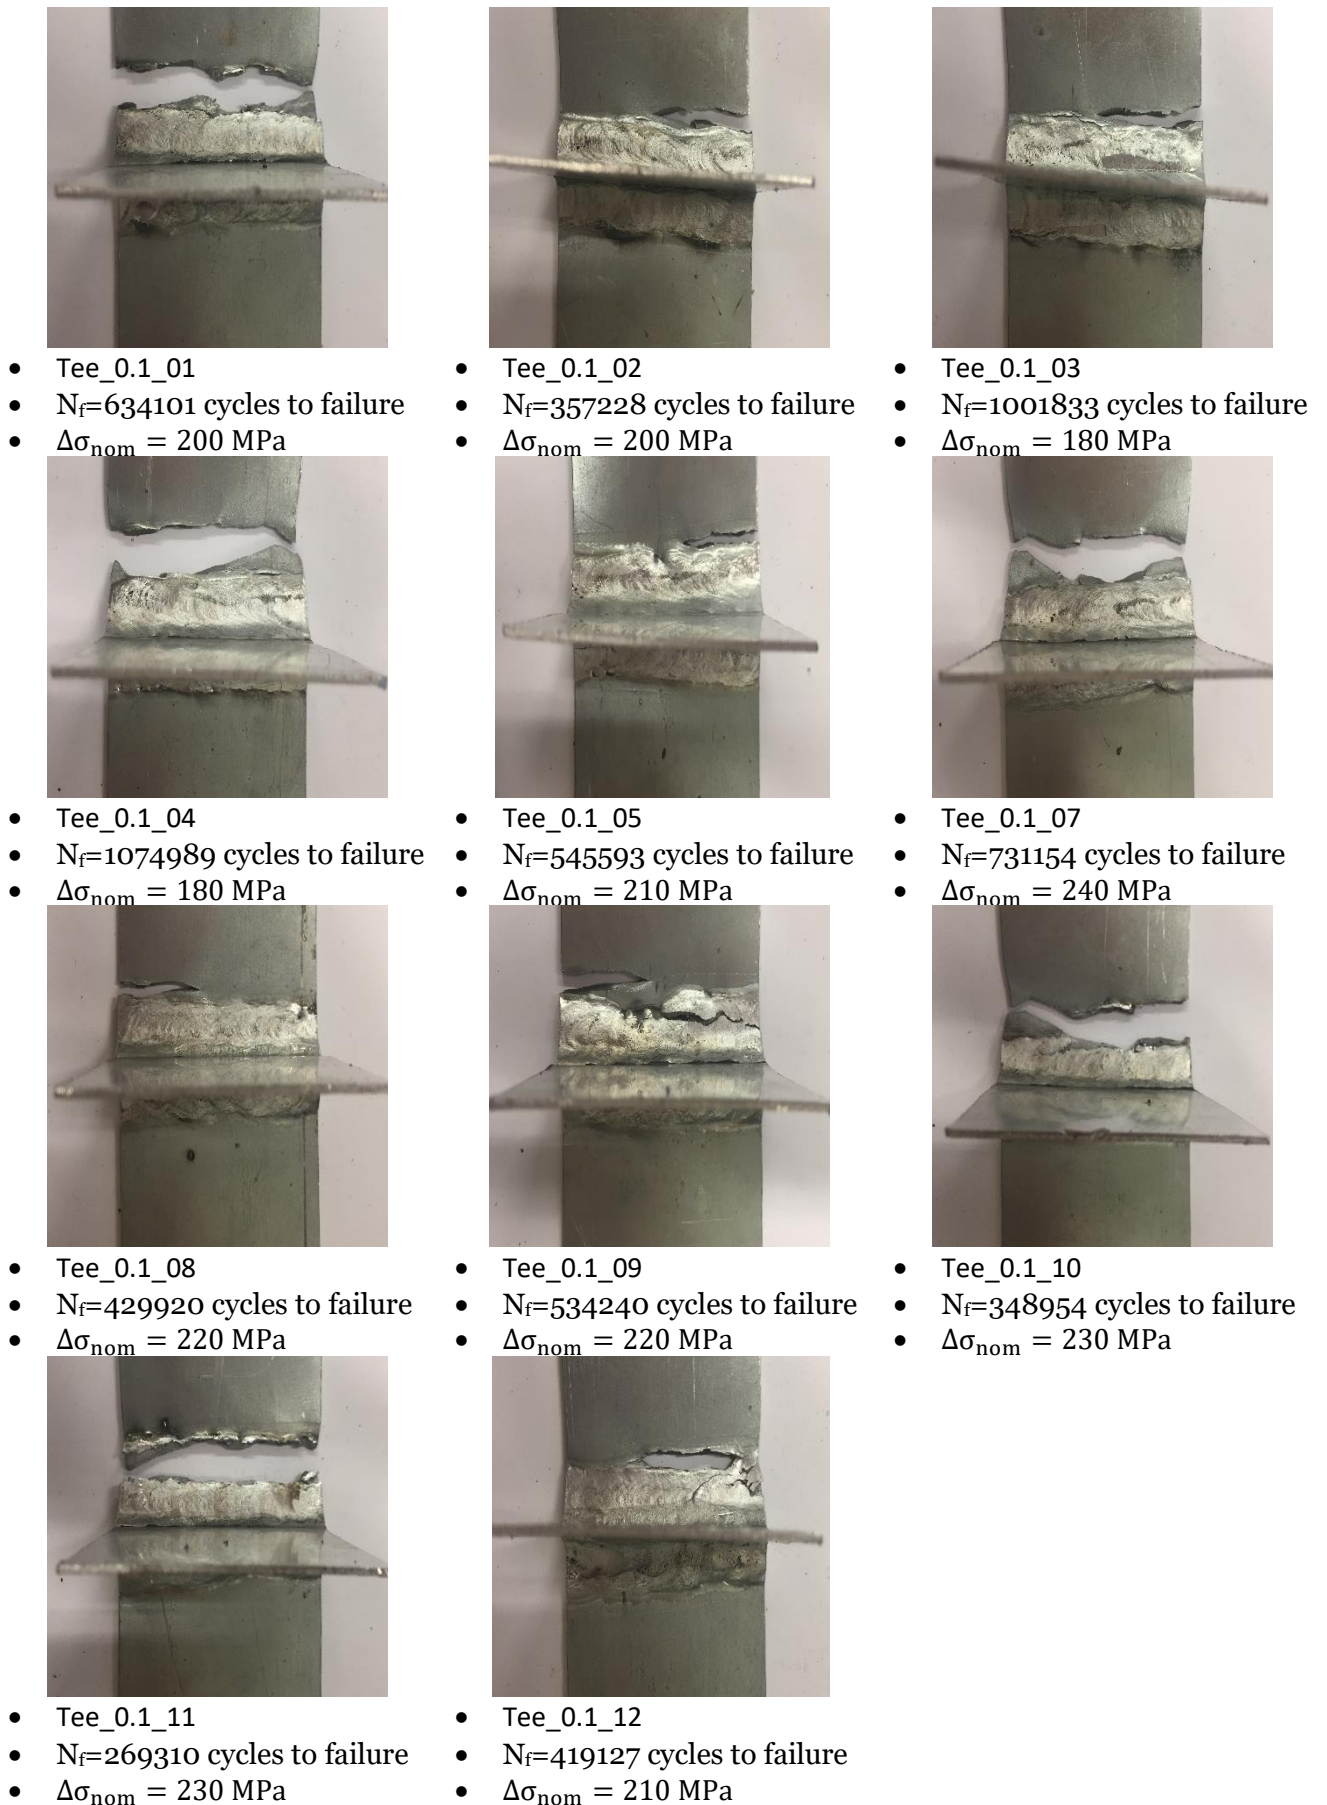 • Tee_0.1_01
• Nf=634101 cycles to failure
• Δσnom = 200 MPa
• Tee_0.1_02
• Nf=357228 cycles to failure
• Δσnom = 200 MPa
• Tee_0.1_03
• Nf=1001833 cycles to failure
• Δσnom = 180 MPa
• Tee_0.1_04
• Nf=1074989 cycles to failure
• Δσnom = 180 MPa
• Tee_0.1_05
• Nf=545593 cycles to failure
• Δσnom = 210 MPa
• Tee_0.1_07
• Nf=731154 cycles to failure
• Δσnom = 240 MPa
• Tee_0.1_08
• Nf=429920 cycles to failure
• Δσnom = 220 MPa
• Tee_0.1_09
• Nf=534240 cycles to failure
• Δσnom = 220 MPa
• Tee_0.1_10
• Nf=348954 cycles to failure
• Δσnom = 230 MPa
• Tee_0.1_11
• Nf=269310 cycles to failure
• Δσnom = 230 MPa
• Tee_0.1_12
• Nf=419127 cycles to failure
• Δσnom = 210 MPa